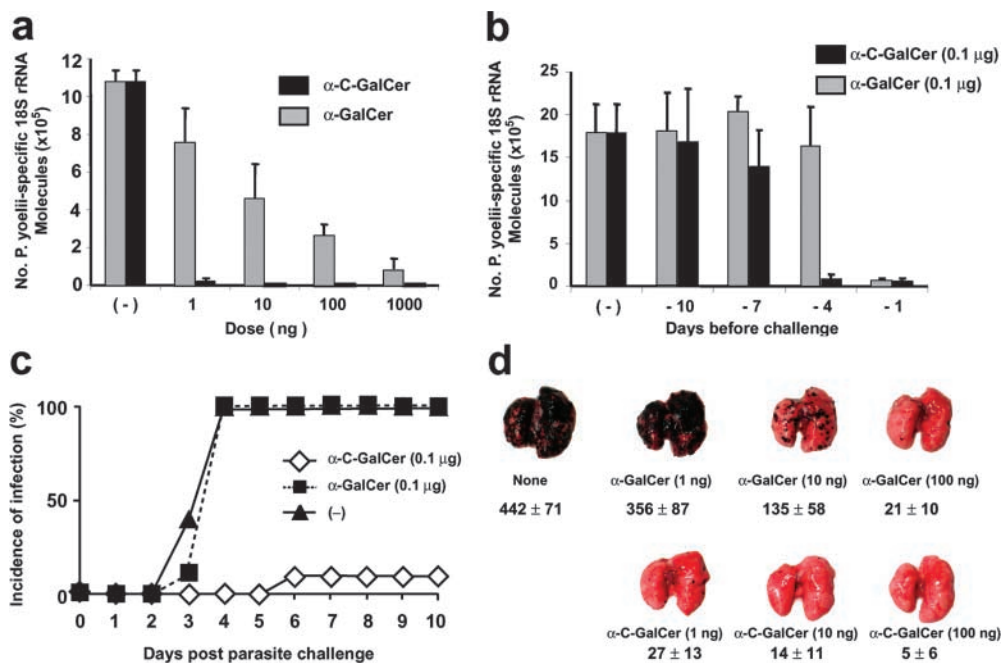 a
No. P. yoelii-specific 18S rRNA
Molecules (x10⁵)
12
10
8
6
4
2
0
α-C-GalCer
α-GalCer
(-) 1 10 100 1000
Dose ( ng )
b
No. P. yoelii-specific 18S rRNA
Molecules (x10⁵)
25
20
15
10
5
0
α-C-GalCer (0.1 μg)
α-GalCer (0.1 μg)
(-) - 10 - 7 - 4 - 1
Days before challenge
c
Incidence of infection (%)
100
50
0
α-C-GalCer (0.1 μg)
α-GalCer (0.1 μg)
(–)
0 1 2 3 4 5 6 7 8 9 10
Days post parasite challenge
d
None α-GalCer (1 ng) α-GalCer (10 ng) α-GalCer (100 ng)
442 ± 71 356 ± 87 135 ± 58 21 ± 10
α-C-GalCer (1 ng) α-C-GalCer (10 ng) α-C-GalCer (100 ng)
27 ± 13 14 ± 11 5 ± 6